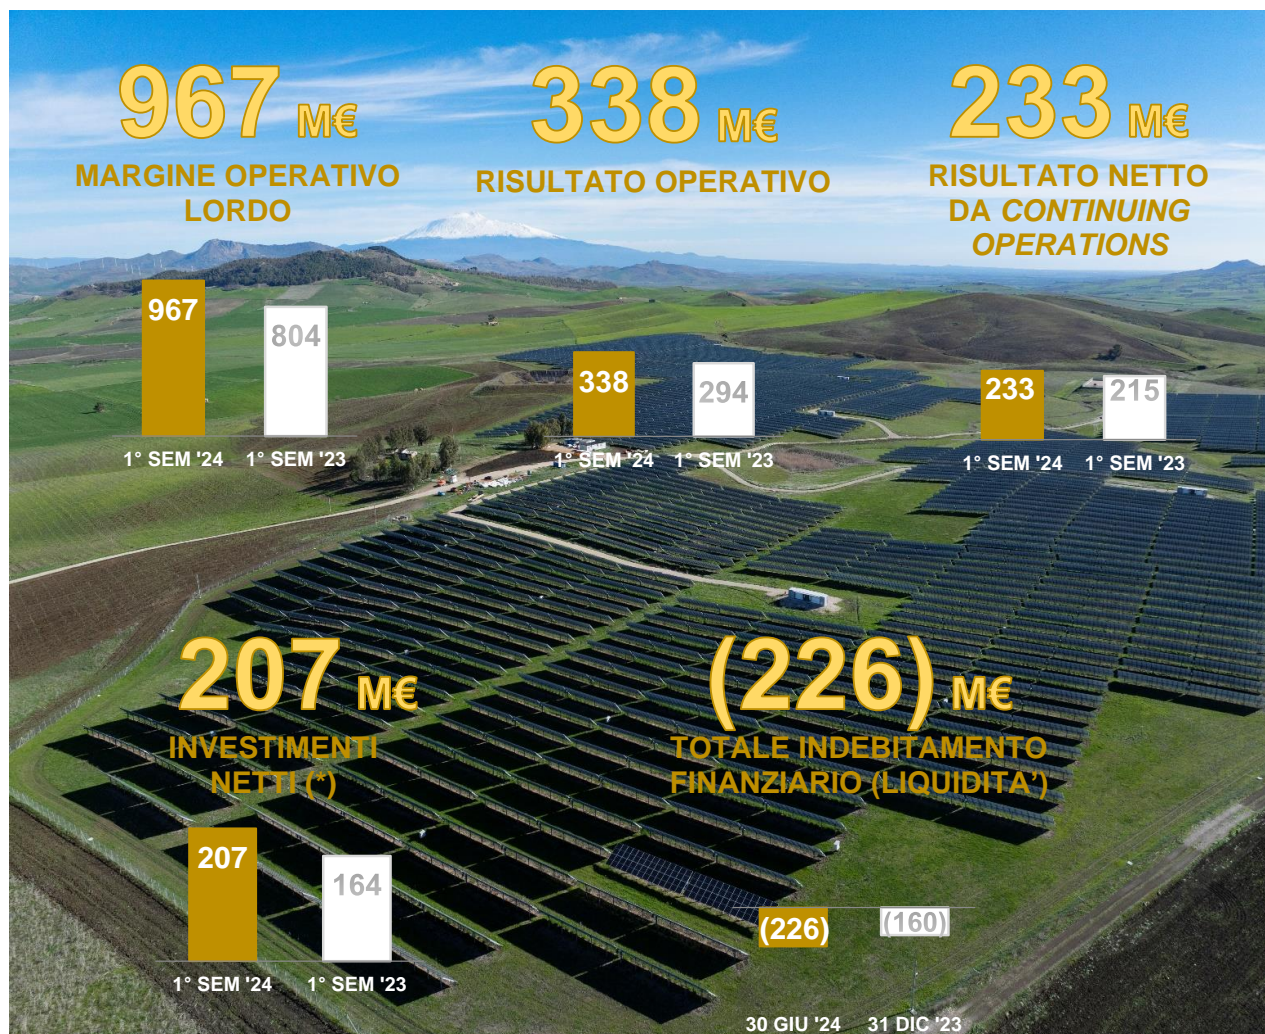 967 M€
MARGINE OPERATIVO
LORDO
338 M€
RISULTATO OPERATIVO
233 M€
RISULTATO NETTO
DA CONTINUING
OPERATIONS
967
804
1° SEM '24 1° SEM '23
338
294
1° SEM '24 1° SEM '23
233
215
1° SEM '24 1° SEM '23
207 M€
INVESTIMENTI
NETTI (*)
(226) M€
TOTALE INDEBITAMENTO
FINANZIARIO (LIQUIDITA’)
207
164
1° SEM '24 1° SEM '23
(226)
(160)
30 GIU '24 31 DIC '23